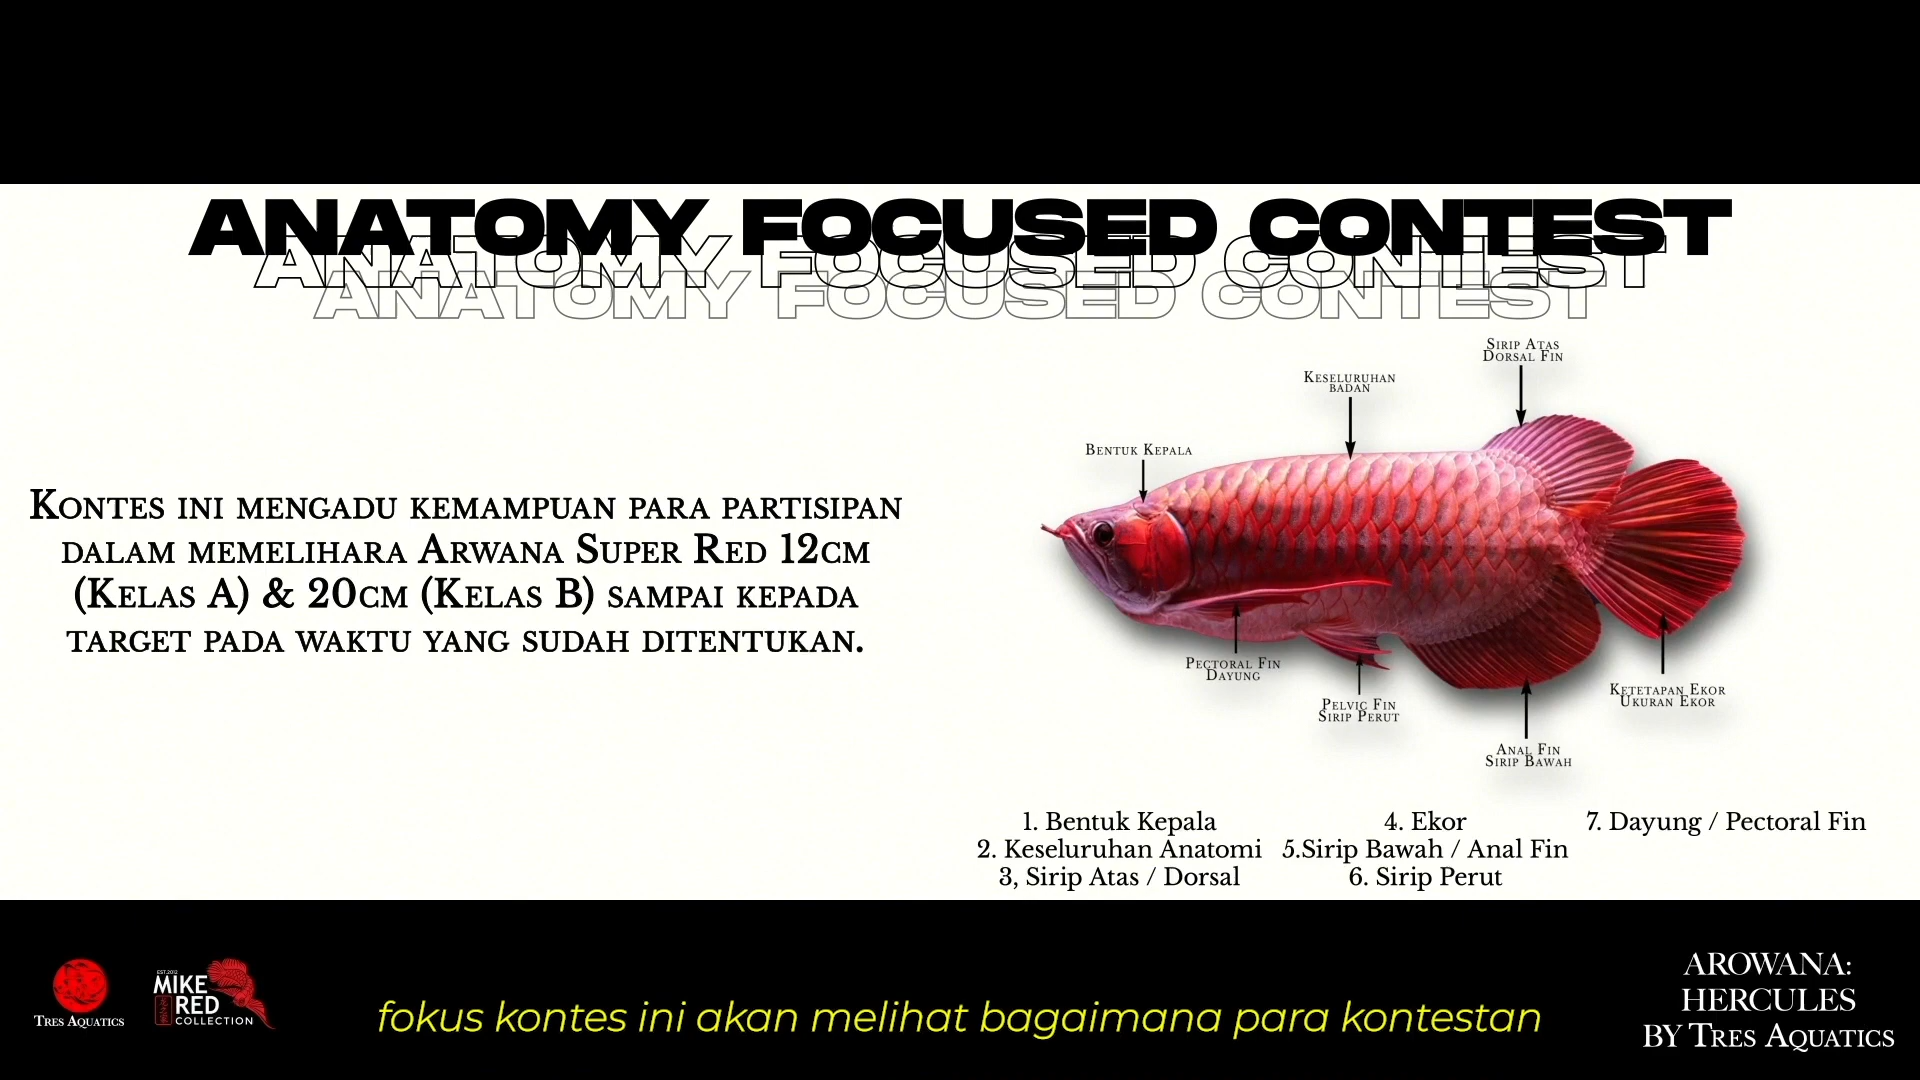 ANATOMY FOCUSED CONTEST
ANATOMY FOCUSED CONTEST
ANATOMY FOCUSED CONTEST
Kontes ini mengadu kemampuan para partisipan
dalam memelihara Arwana Super Red 12cm
(Kelas A) & 20cm (Kelas B) sampai kepada
target pada waktu yang sudah ditentukan.
Sirip Atas
Dorsal Fin
Keseluruhan
badan
Bentuk Kepala
Pectoral Fin
Dayung
Pelvic Fin
Sirip Perut
Ketetapan Ekor
Ukuran Ekor
Anal Fin
Sirip Bawah
1. Bentuk Kepala
2. Keseluruhan Anatomi
3, Sirip Atas / Dorsal
4. Ekor
5.Sirip Bawah / Anal Fin
6. Sirip Perut
7. Dayung / Pectoral Fin
Tres Aquatics
EST.2012
MIKE
RED
COLLECTION
fokus kontes ini akan melihat bagaimana para kontestan
AROWANA:
HERCULES
BY Tres Aquatics